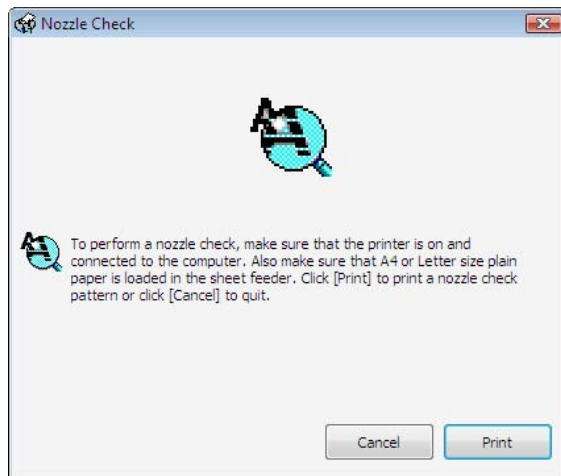 Nozzle Check
To perform a nozzle check, make sure that the printer is on and
connected to the computer. Also make sure that A4 or Letter size plain
paper is loaded in the sheet feeder. Click [Print] to print a nozzle check
pattern or click [Cancel] to quit.
Cancel Print